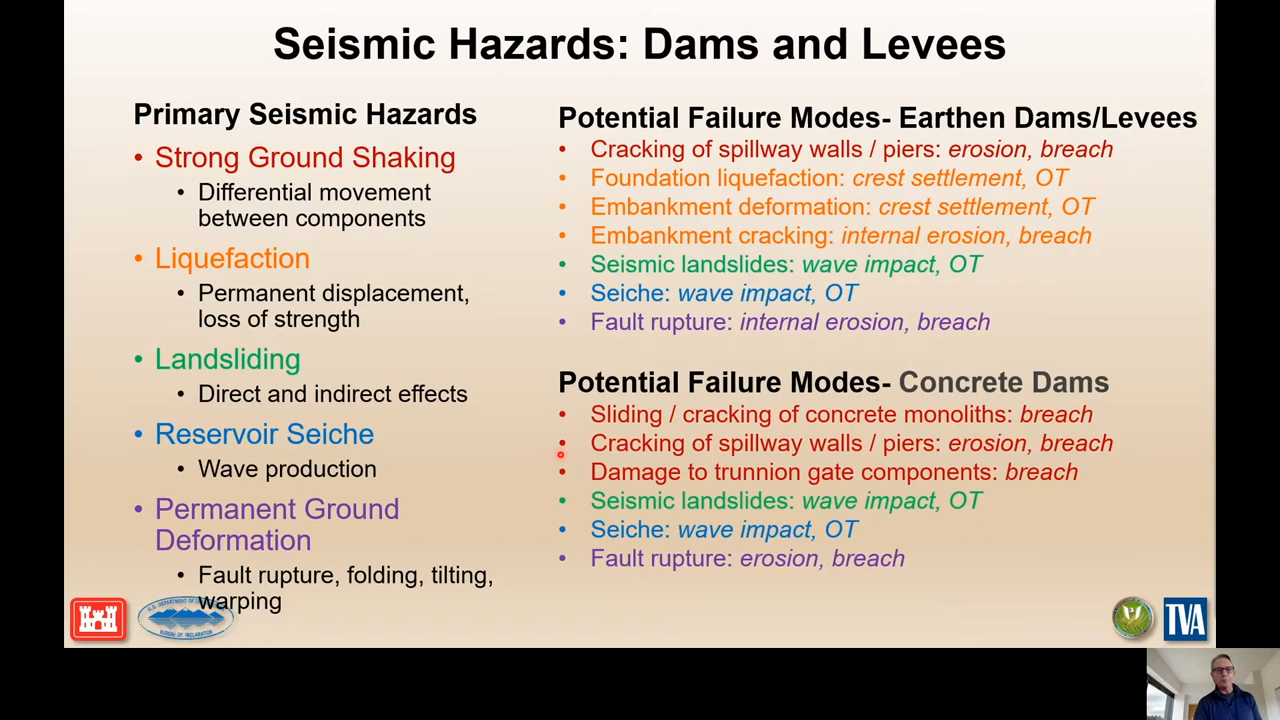 Seismic Hazards: Dams and Levees
Primary Seismic Hazards
• Strong Ground Shaking
• Differential movement
between components
• Liquefaction
• Permanent displacement,
loss of strength
• Landsliding
• Direct and indirect effects
• Reservoir Seiche
• Wave production
• Permanent Ground
Deformation
• Fault rupture, folding, tilting,
warping
Potential Failure Modes- Earthen Dams/Levees
• Cracking of spillway walls / piers: erosion, breach
• Foundation liquefaction: crest settlement, OT
• Embankment deformation: crest settlement, OT
• Embankment cracking: internal erosion, breach
• Seismic landslides: wave impact, OT
• Seiche: wave impact, OT
• Fault rupture: internal erosion, breach
Potential Failure Modes- Concrete Dams
• Sliding / cracking of concrete monoliths: breach
• Cracking of spillway walls / piers: erosion, breach
• Damage to trunnion gate components: breach
• Seismic landslides: wave impact, OT
• Seiche: wave impact, OT
• Fault rupture: erosion, breach
BUREAU OF RECLAMATION
TVA